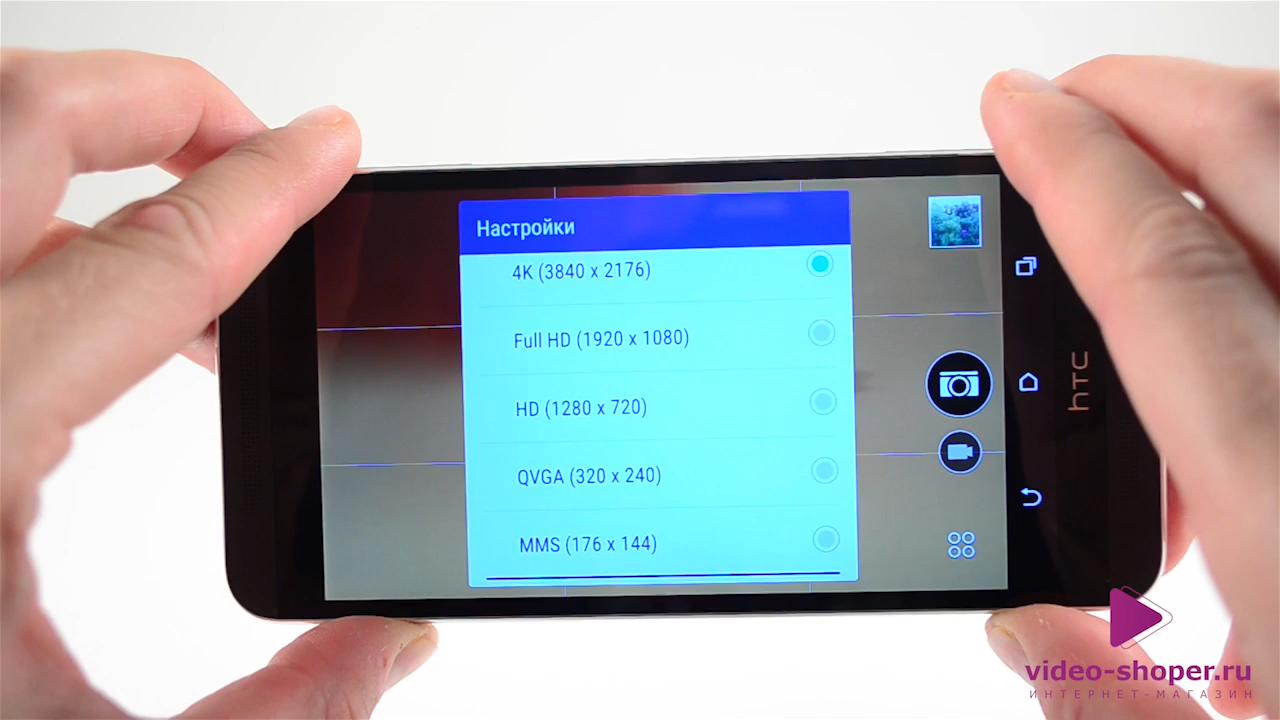 Настройки
4K (3840 x 2176)
Full HD (1920 x 1080)
HD (1280 x 720)
QVGA (320 x 240)
MMS (176 x 144)
hTC
video-shoper.ru
ИНТЕРНЕТ-МАГАЗИН